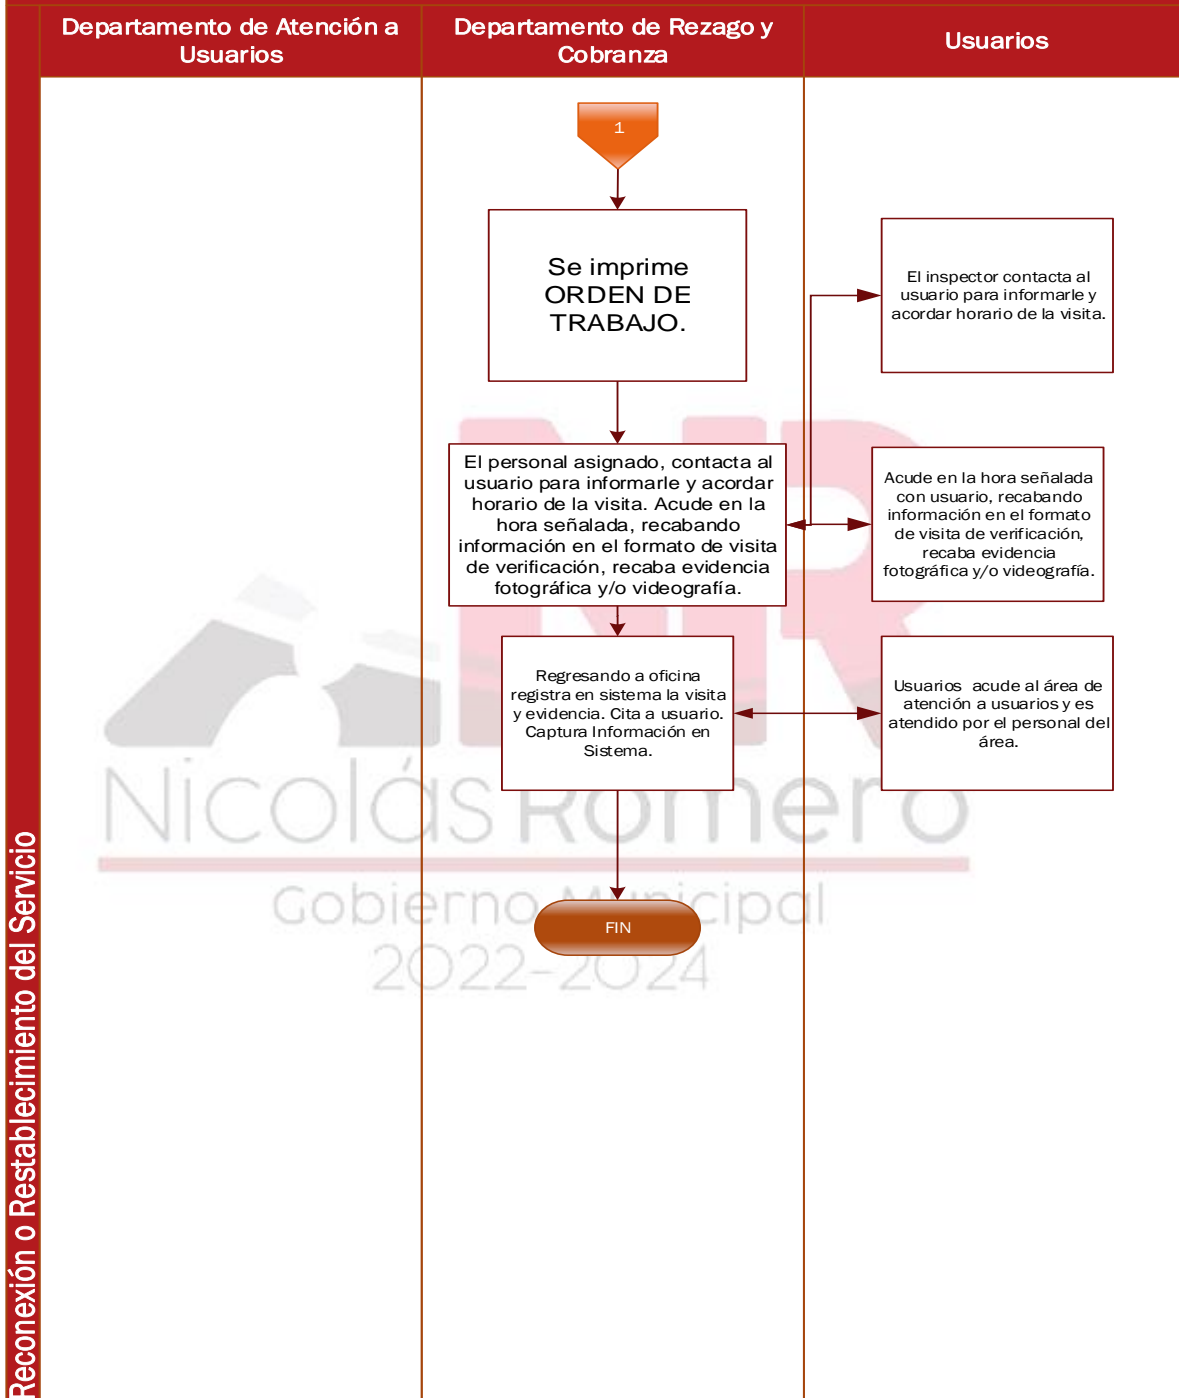 Departamento de Atención a
Usuarios
Departamento de Rezago y
Cobranza
Usuarios
Reconexión o Restablecimiento del Servicio
1
Se imprime
ORDEN DE
TRABAJO.
El inspector contacta al
usuario para informarle y
acordar horario de la visita.
El personal asignado, contacta al
usuario para informarle y acordar
horario de la visita. Acude en la
hora señalada, recabando
información en el formato de visita
de verificación, recaba evidencia
fotográfica y/o videografía.
Acude en la hora señalada
con usuario, recabando
información en el formato
de visita de verificación,
recaba evidencia
fotográfica y/o videografía.
Regresando a oficina
registra en sistema la visita
y evidencia. Cita a usuario.
Captura Información en
Sistema.
Usuarios  acude al área de
atención a usuarios y es
atendido por el personal del
área.
FIN
NR
Nicolás Romero
Gobierno Municipal
2022-2024